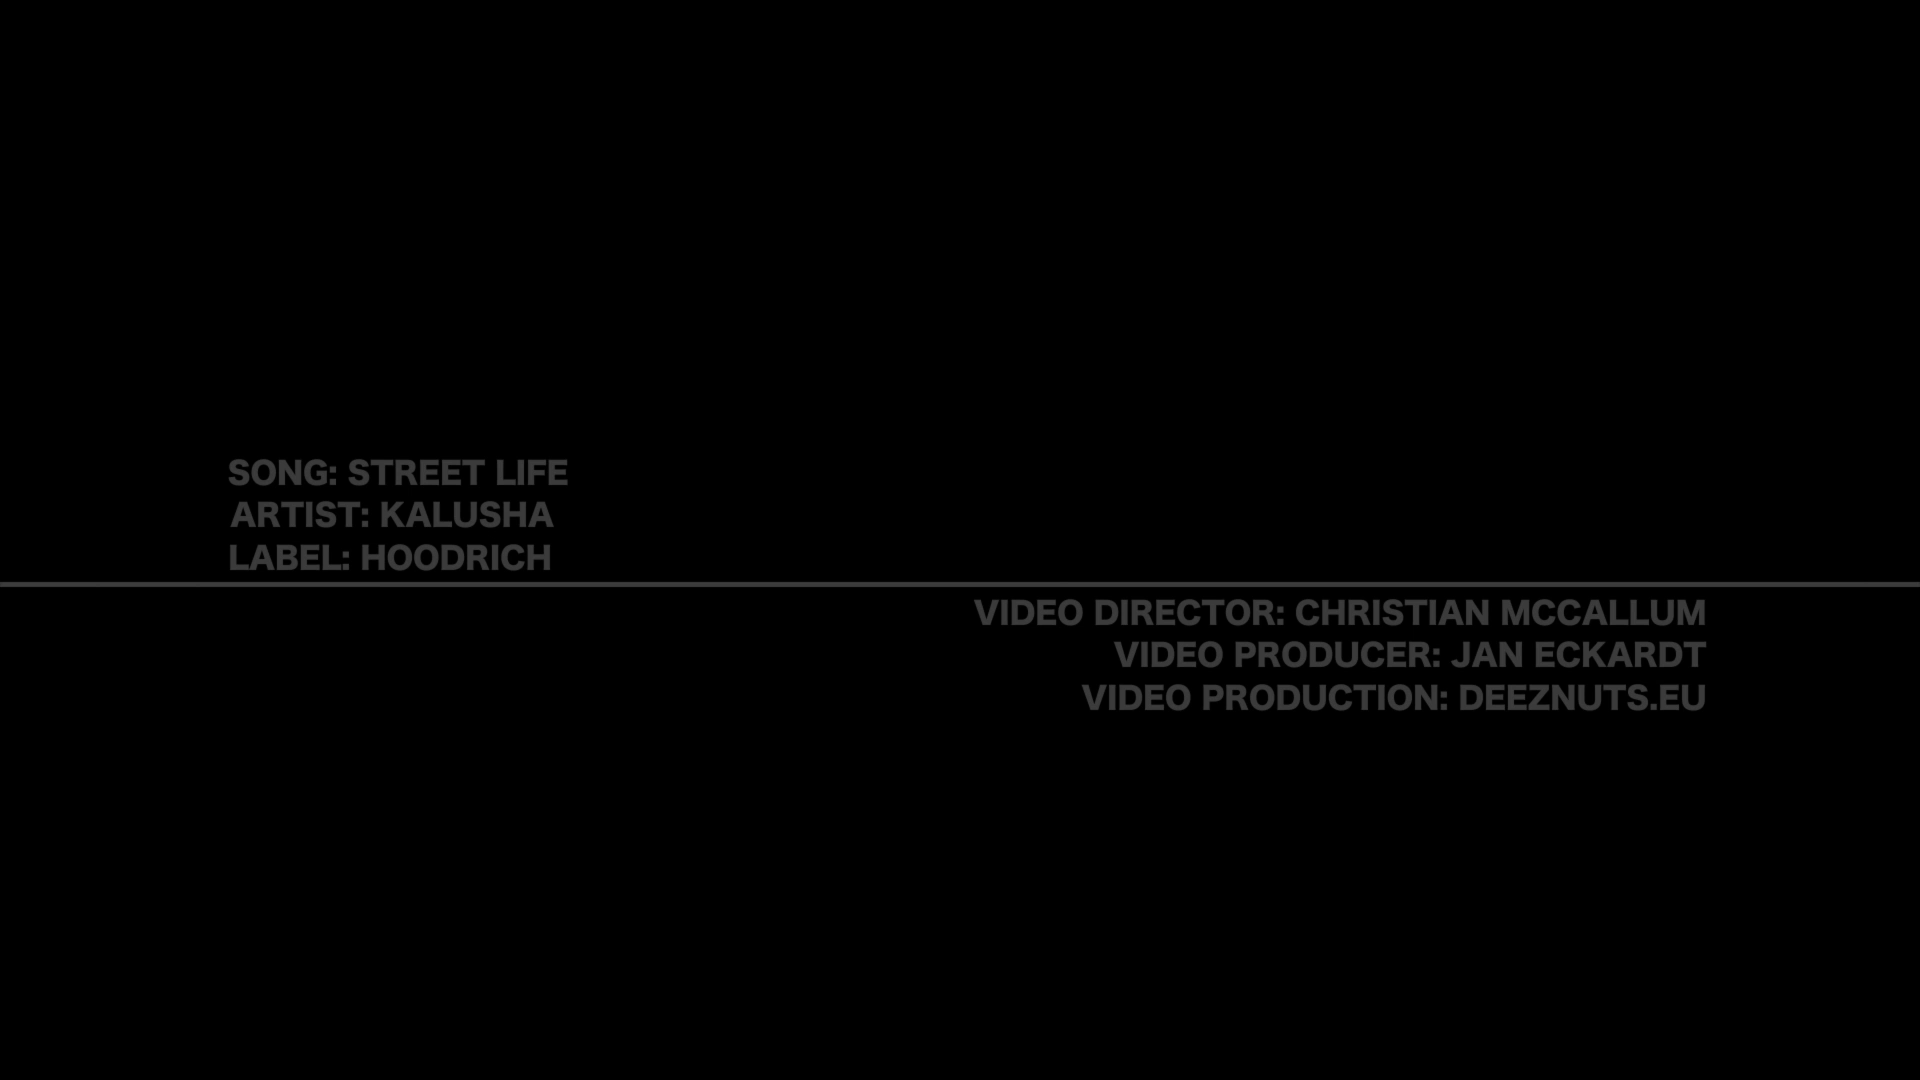 SONG: STREET LIFE
ARTIST: KALUSHA
LABEL: HOODRICH
VIDEO DIRECTOR: CHRISTIAN MCCALLUM
VIDEO PRODUCER: JAN ECKARDT
VIDEO PRODUCTION: DEEZNUTS.EU